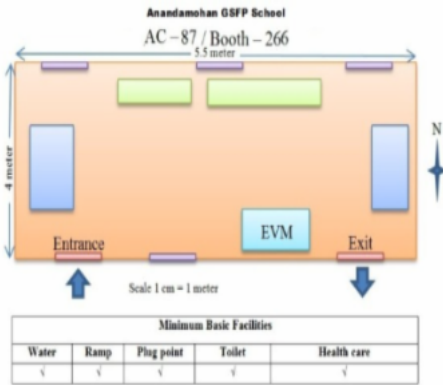 Anandamohan GSFP School
AC – 87 / Booth – 266
5.5 meter
4 meter
N
EVM
Entrance
Exit
Scale 1 cm = 1 meter
Minimum Basic Facilities
Water Ramp Plug point Toilet Health care
√ √ √ √ √